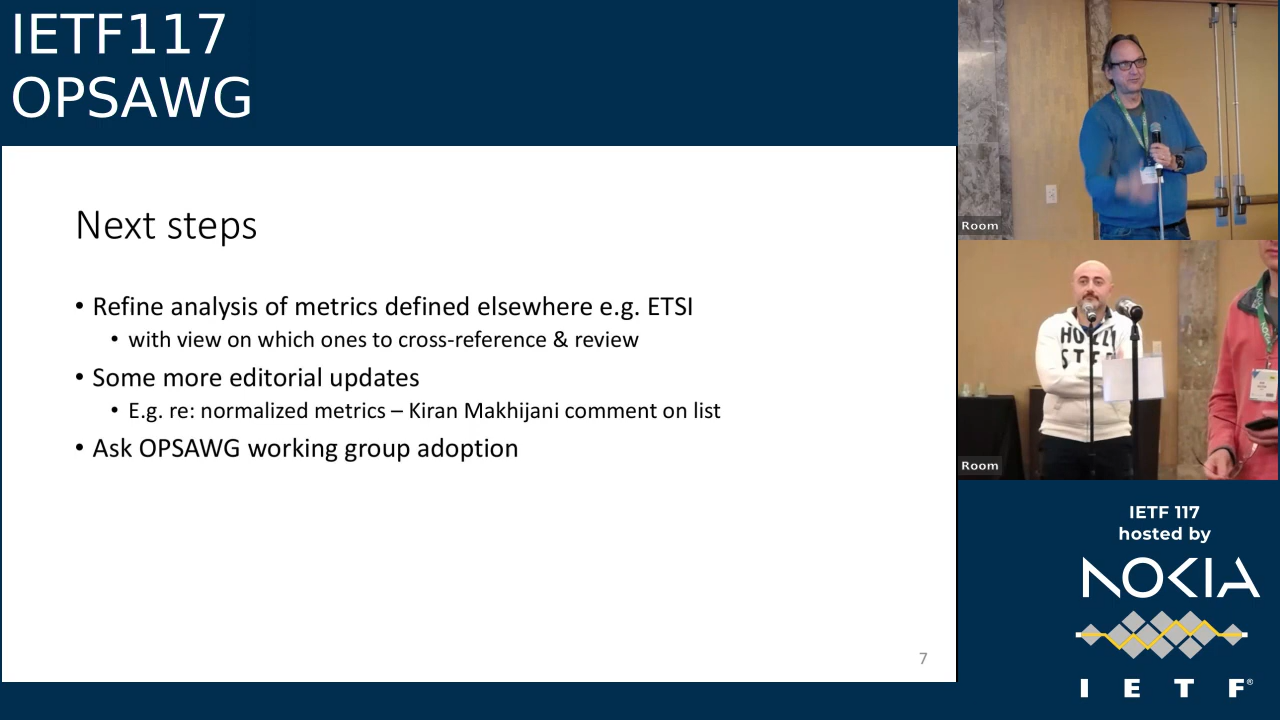 IETF117
OPSAWG
Next steps
• Refine analysis of metrics defined elsewhere e.g. ETSI
• with view on which ones to cross-reference & review
• Some more editorial updates
• E.g. re: normalized metrics – Kiran Makhijani comment on list
• Ask OPSAWG working group adoption
7
Room
Room
IETF 117
hosted by
NOKIA
I E T F®